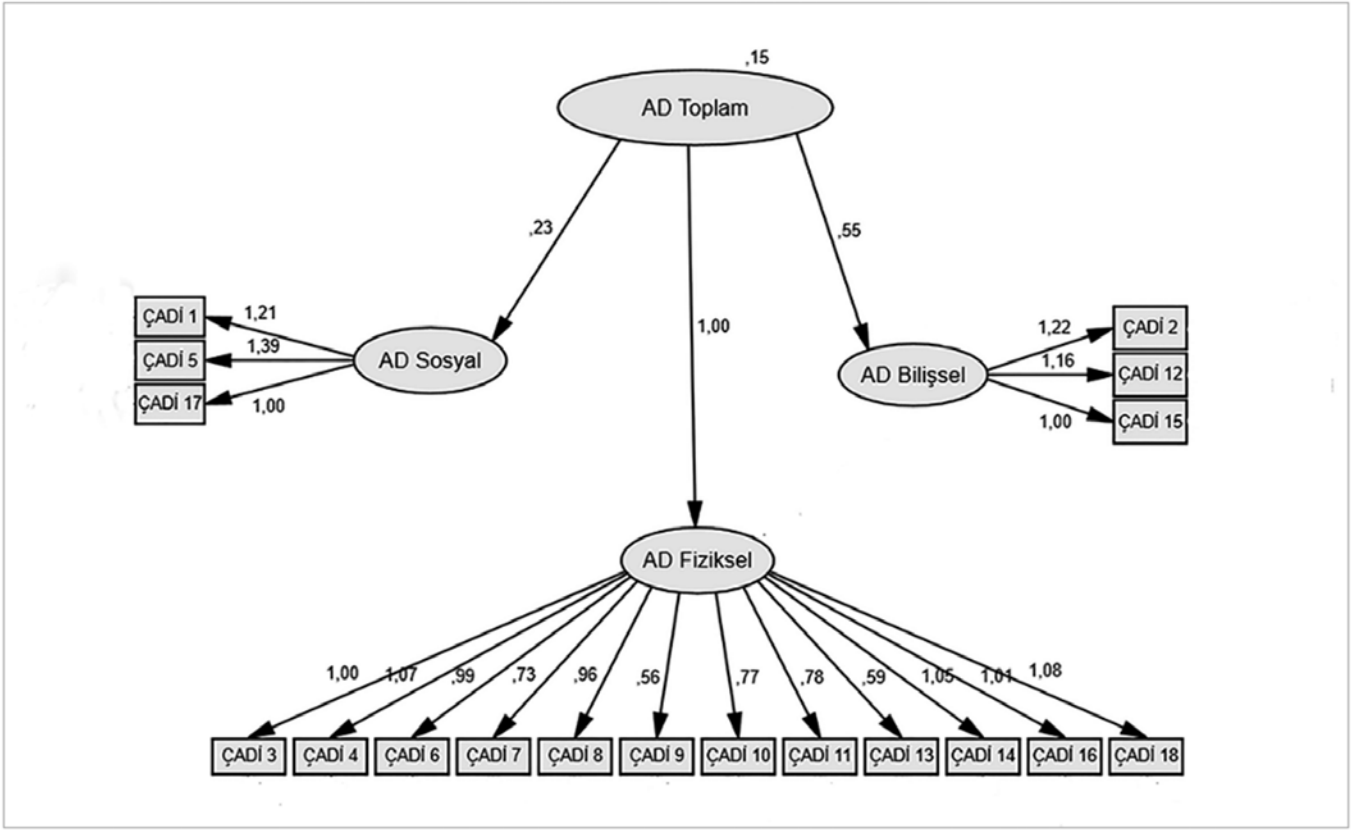 ,15
AD Toplam
,23
,55
1,00
ÇADİ 1
ÇADİ 5
ÇADİ 17
1,21
1,39
1,00
AD Sosyal
AD Bilişsel
1,22
1,16
1,00
ÇADİ 2
ÇADİ 12
ÇADİ 15
AD Fiziksel
1,00 1,07 ,99 ,73 ,96 ,56 ,77 ,78 ,59 1,05 1,01 1,08
ÇADİ 3 ÇADİ 4 ÇADİ 6 ÇADİ 7 ÇADİ 8 ÇADİ 9 ÇADİ 10 ÇADİ 11 ÇADİ 13 ÇADİ 14 ÇADİ 16 ÇADİ 18